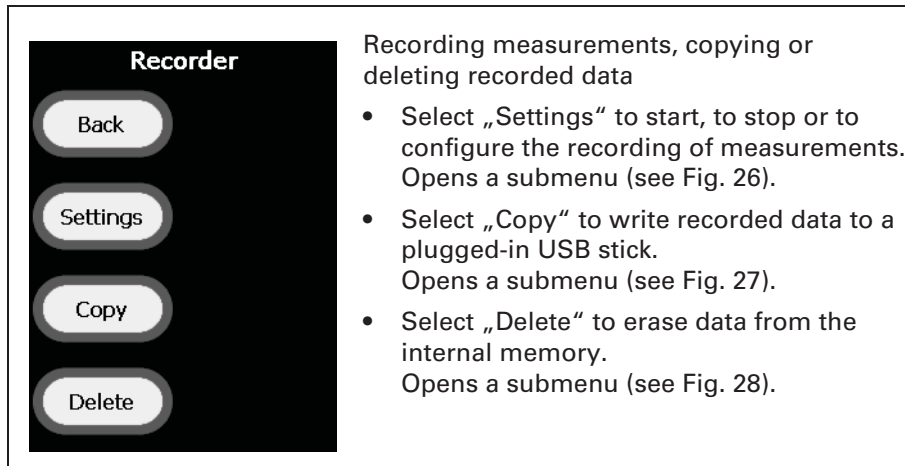 Recorder
Back
Settings
Copy
Delete
Recording measurements, copying or
deleting recorded data
• Select „Settings“ to start, to stop or to
configure the recording of measurements.
Opens a submenu (see Fig. 26).
• Select „Copy“ to write recorded data to a
plugged-in USB stick.
Opens a submenu (see Fig. 27).
• Select „Delete“ to erase data from the
internal memory.
Opens a submenu (see Fig. 28).